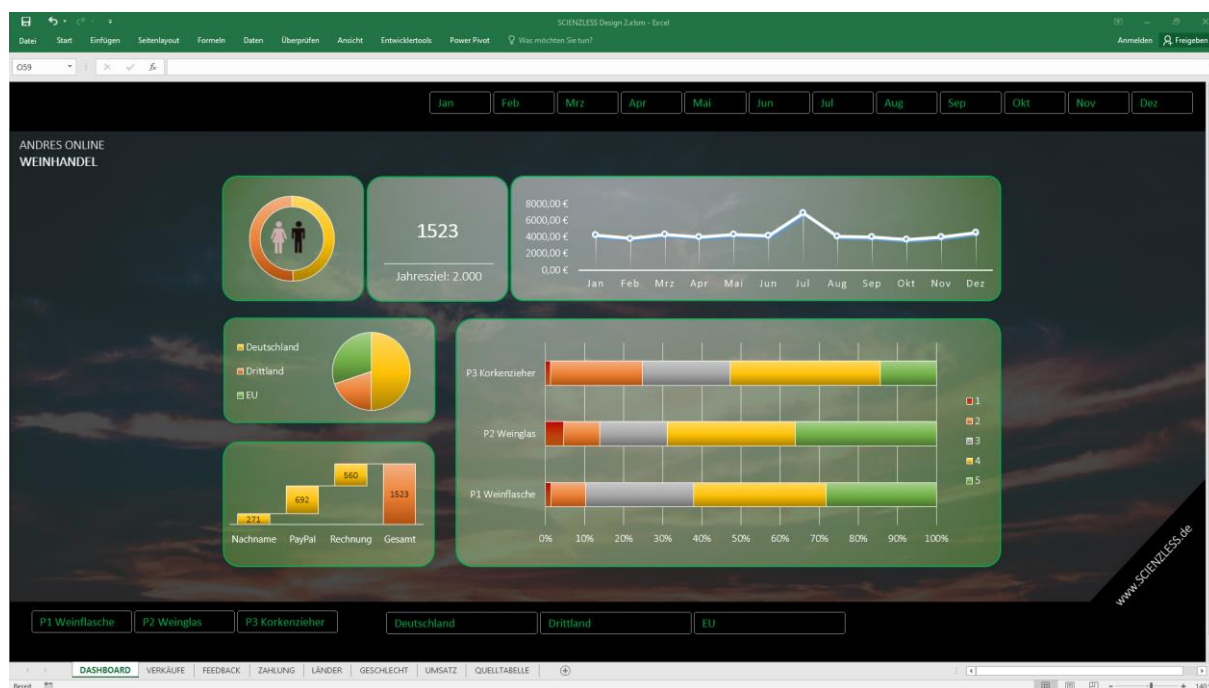 SCIENZLESS Design 2.xlsm - Excel
Datei Start Einfügen Seitenlayout Formeln Daten Überprüfen Ansicht Entwicklertools Power Pivot Was möchten Sie tun? Anmelden Freigeben
O59 fx
Jan Feb Mrz Apr Mai Jun Jul Aug Sep Okt Nov Dez
ANDRES ONLINE
WEINHANDEL
1523
Jahresziel: 2.000
8000,00 €
6000,00 €
4000,00 €
2000,00 €
0,00 €
Jan Feb Mrz Apr Mai Jun Jul Aug Sep Okt Nov Dez
Deutschland
Drittland
EU
271
692
560
1523
Nachname PayPal Rechnung Gesamt
P3 Korkenzieher
P2 Weinglas
P1 Weinflasche
0% 10% 20% 30% 40% 50% 60% 70% 80% 90% 100%
1
2
3
4
5
www.SCIENZLESS.de
P1 Weinflasche P2 Weinglas P3 Korkenzieher Deutschland Drittland EU
DASHBOARD VERKÄUFE FEEDBACK ZAHLUNG LÄNDER GESCHLECHT UMSATZ QUELLTABELLE
Bereit